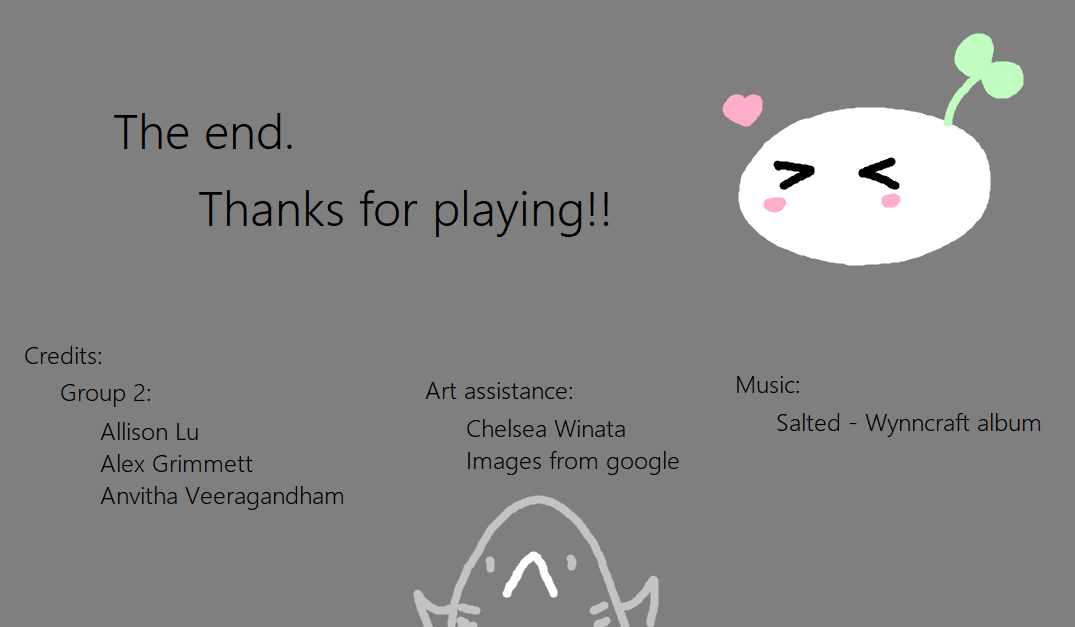 The end.
Thanks for playing!!
Credits:
Group 2:
Allison Lu
Alex Grimmett
Anvitha Veeragandham
Art assistance:
Chelsea Winata
Images from google
Music:
Salted - Wynncraft album